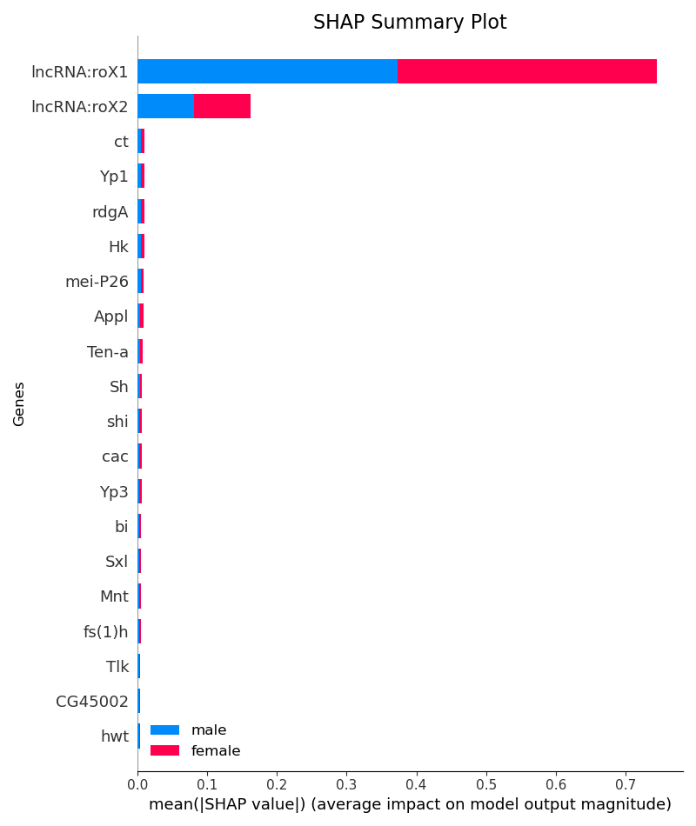 SHAP Summary Plot
lncRNA:roX1
lncRNA:roX2
ct
Yp1
rdgA
Hk
mei-P26
Appl
Ten-a
Sh
shi
cac
Yp3
bi
Sxl
Mnt
fs(1)h
Tlk
CG45002
hwt
Genes
male
female
0.0 0.1 0.2 0.3 0.4 0.5 0.6 0.7
mean(|SHAP value|) (average impact on model output magnitude)